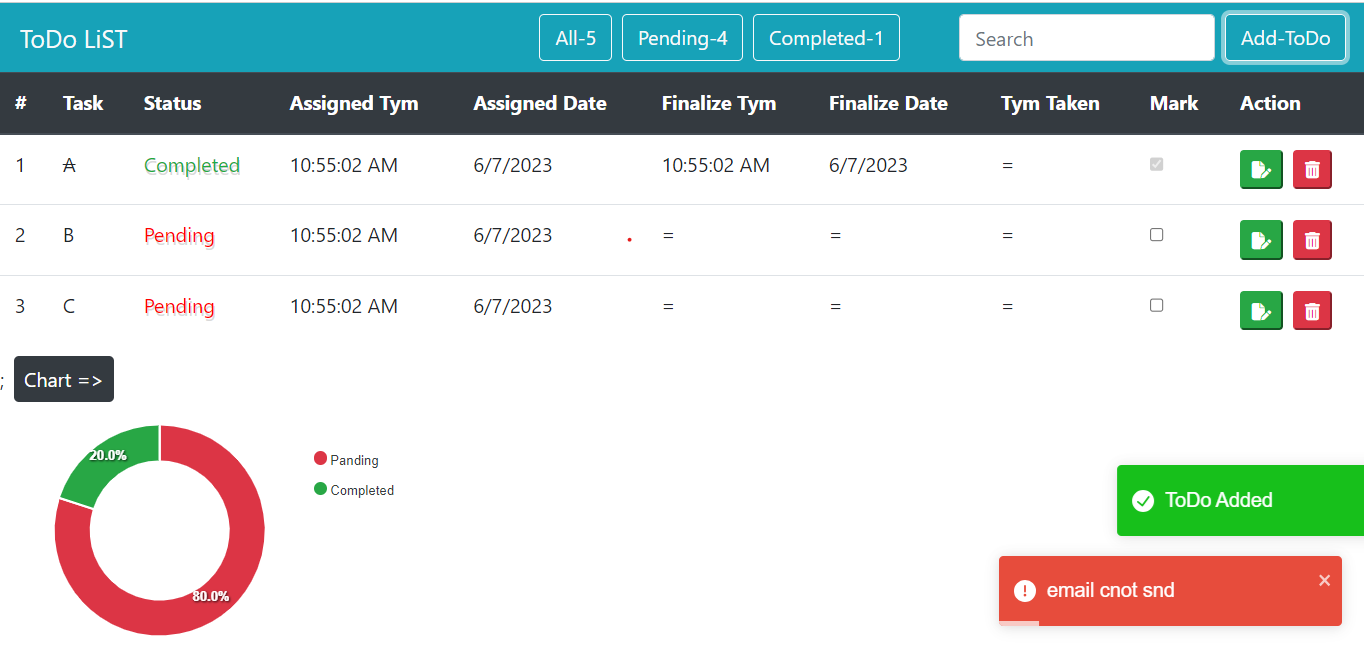 ToDo LiST All-5 Pending-4 Completed-1 Search Add-ToDo
# Task Status Assigned Tym Assigned Date Finalize Tym Finalize Date Tym Taken Mark Action
1 A Completed 10:55:02 AM 6/7/2023 10:55:02 AM 6/7/2023 =
2 B Pending 10:55:02 AM 6/7/2023 = = =
3 C Pending 10:55:02 AM 6/7/2023 = = =
; Chart =>
20.0%
80.0%
Panding
Completed
ToDo Added
email cnot snd